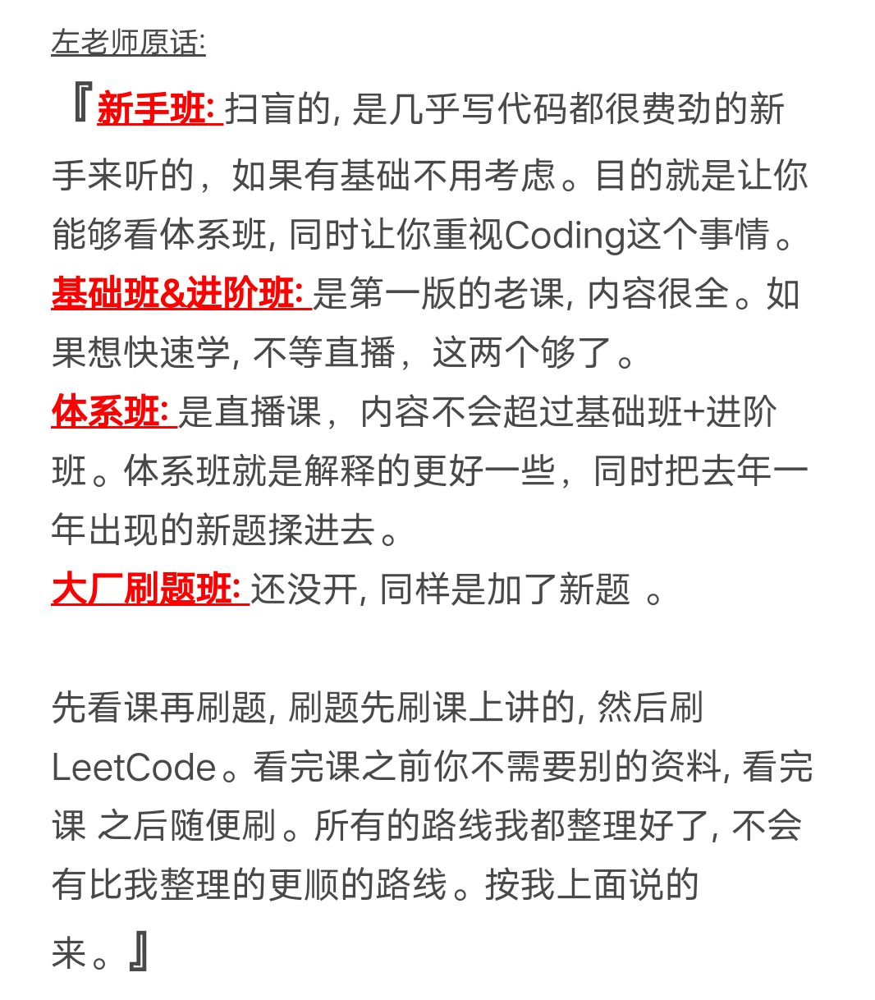 左老师原话:
『新手班: 扫盲的, 是几乎写代码都很费劲的新
手来听的，如果有基础不用考虑。目的就是让你
能够看体系班, 同时让你重视Coding这个事情。
基础班&进阶班: 是第一版的老课, 内容很全。如
果想快速学, 不等直播，这两个够了。
体系班: 是直播课，内容不会超过基础班+进阶
班。体系班就是解释的更好一些，同时把去年一
年出现的新题揉进去。
大厂刷题班: 还没开, 同样是加了新题 。
先看课再刷题, 刷题先刷课上讲的, 然后刷
LeetCode。看完课之前你不需要别的资料, 看完
课 之后随便刷。所有的路线我都整理好了, 不会
有比我整理的更顺的路线。按我上面说的
来。』